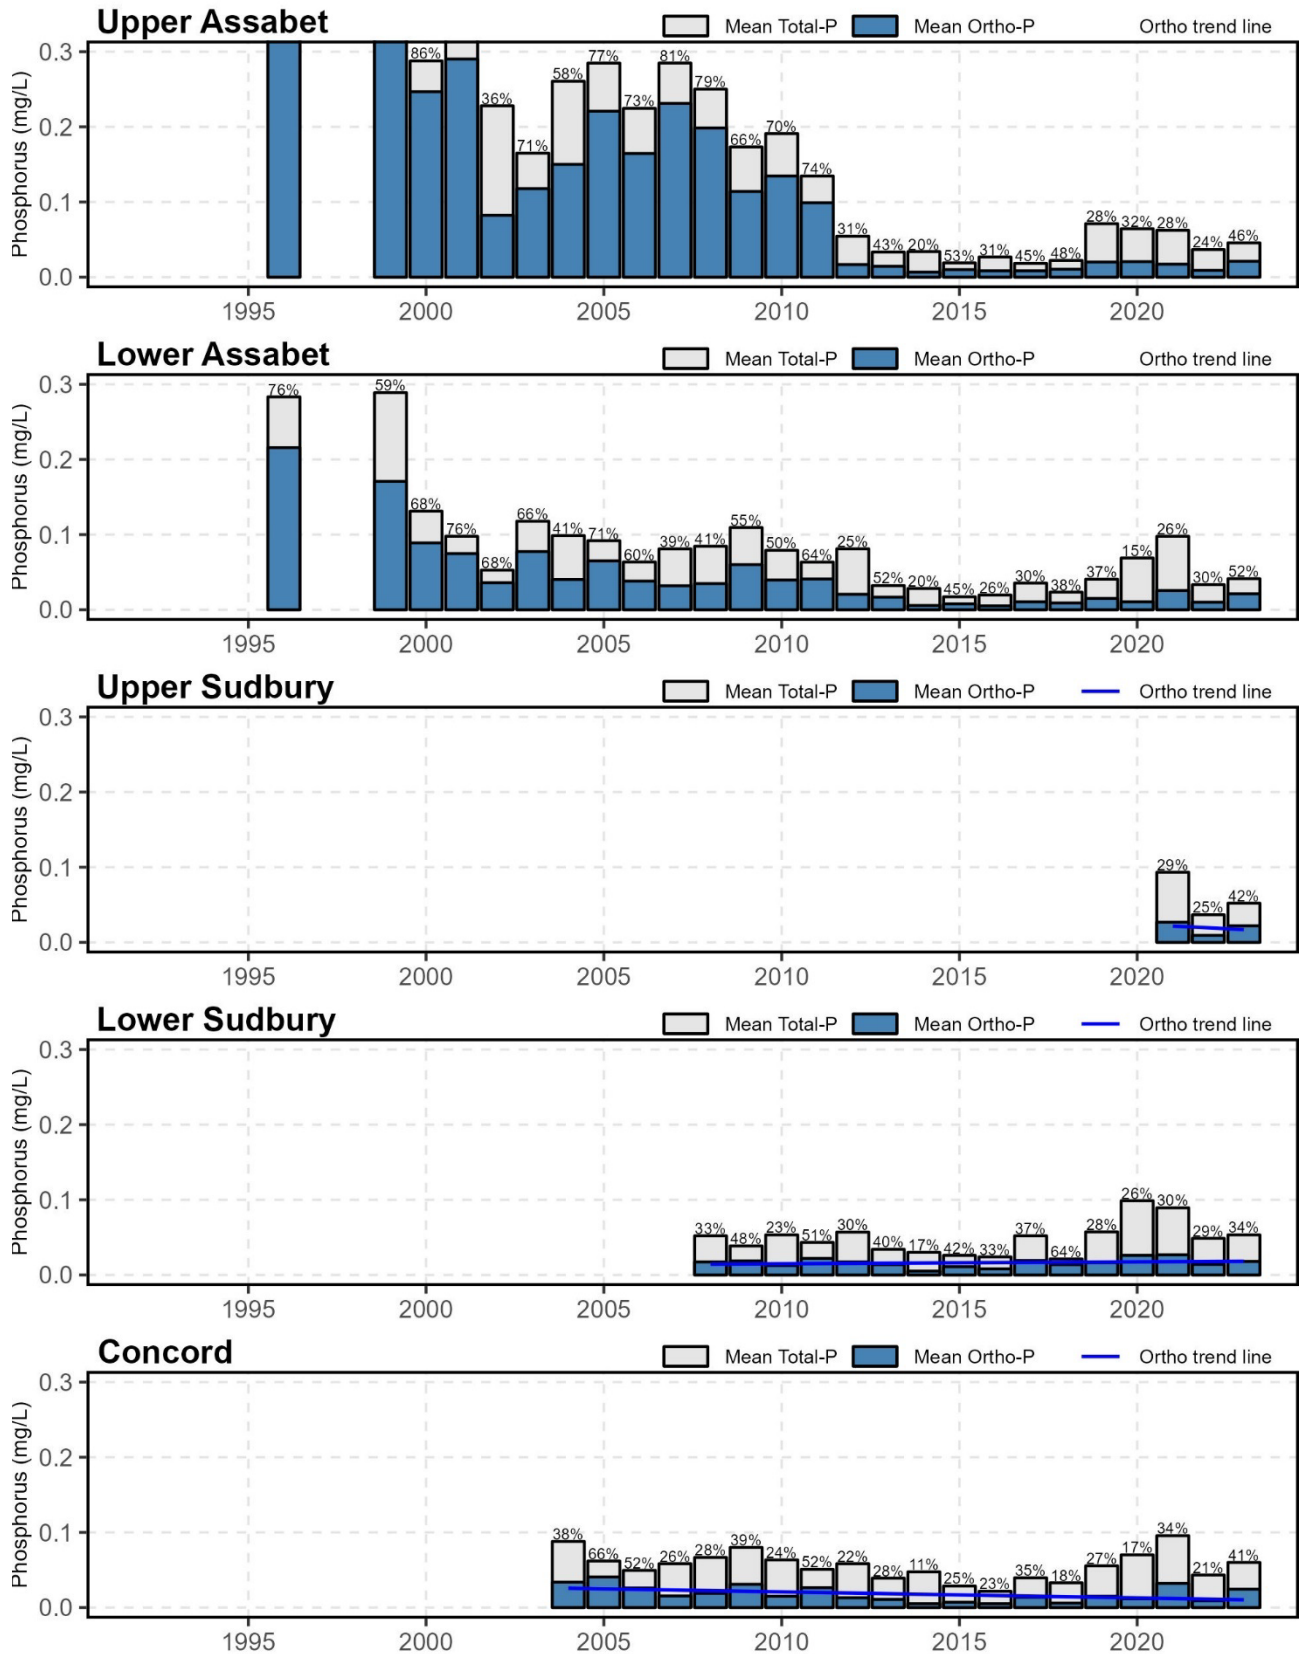 Upper Assabet Mean Total-P Mean Ortho-P Ortho trend line
Phosphorus (mg/L)
0.3
0.2
0.1
0.0
86% 36% 71% 58% 77% 73% 81% 79% 66% 70% 74% 31% 43% 20% 53% 31% 45% 48% 28% 32% 28% 24% 46%
1995 2000 2005 2010 2015 2020
Lower Assabet Mean Total-P Mean Ortho-P Ortho trend line
Phosphorus (mg/L)
0.3
0.2
0.1
0.0
76% 59% 68% 76% 68% 66% 41% 71% 60% 39% 41% 55% 50% 64% 25% 52% 20% 45% 26% 30% 38% 37% 15% 26% 30% 52%
1995 2000 2005 2010 2015 2020
Upper Sudbury Mean Total-P Mean Ortho-P Ortho trend line
Phosphorus (mg/L)
0.3
0.2
0.1
0.0
29% 25% 42%
1995 2000 2005 2010 2015 2020
Lower Sudbury Mean Total-P Mean Ortho-P Ortho trend line
Phosphorus (mg/L)
0.3
0.2
0.1
0.0
33% 48% 23% 51% 30% 40% 17% 42% 33% 37% 64% 28% 26% 30% 29% 34%
1995 2000 2005 2010 2015 2020
Concord Mean Total-P Mean Ortho-P Ortho trend line
Phosphorus (mg/L)
0.3
0.2
0.1
0.0
38% 66% 52% 26% 28% 39% 24% 52% 22% 28% 11% 25% 23% 35% 18% 27% 17% 34% 21% 41%
1995 2000 2005 2010 2015 2020